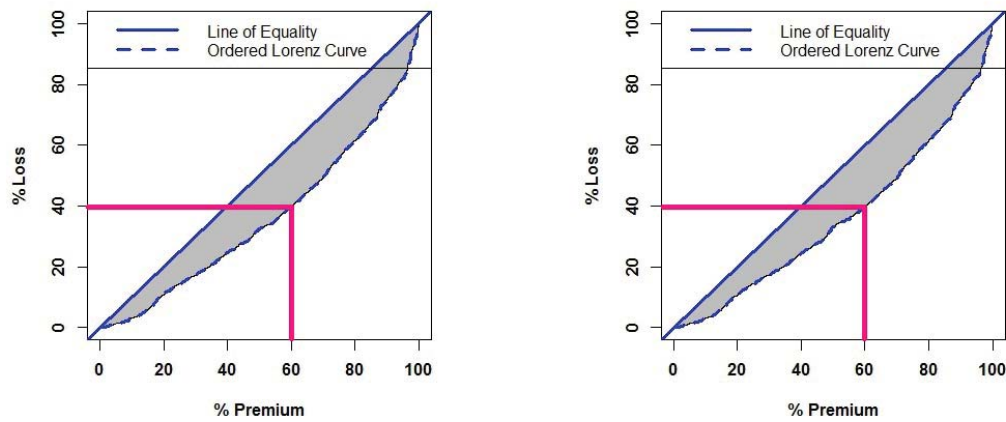 Line of Equality
Ordered Lorenz Curve
100
80
60
40
20
0
% Loss
0 20 40 60 80 100
% Premium
Line of Equality
Ordered Lorenz Curve
100
80
60
40
20
0
% Loss
0 20 40 60 80 100
% Premium